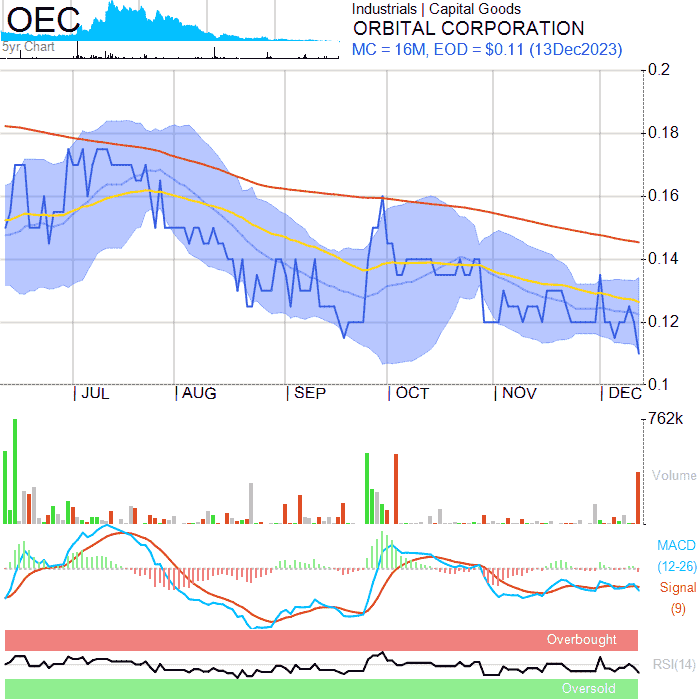 OEC
5yr. Chart
Industrials | Capital Goods
ORBITAL CORPORATION
MC = 16M, EOD = $0.11 (13Dec2023)
0.2
0.18
0.16
0.14
0.12
0.1
| JUL | AUG | SEP | OCT | NOV | DEC
762k
Volume
MACD
(12-26)
Signal
(9)
Overbought
RSI(14)
Oversold